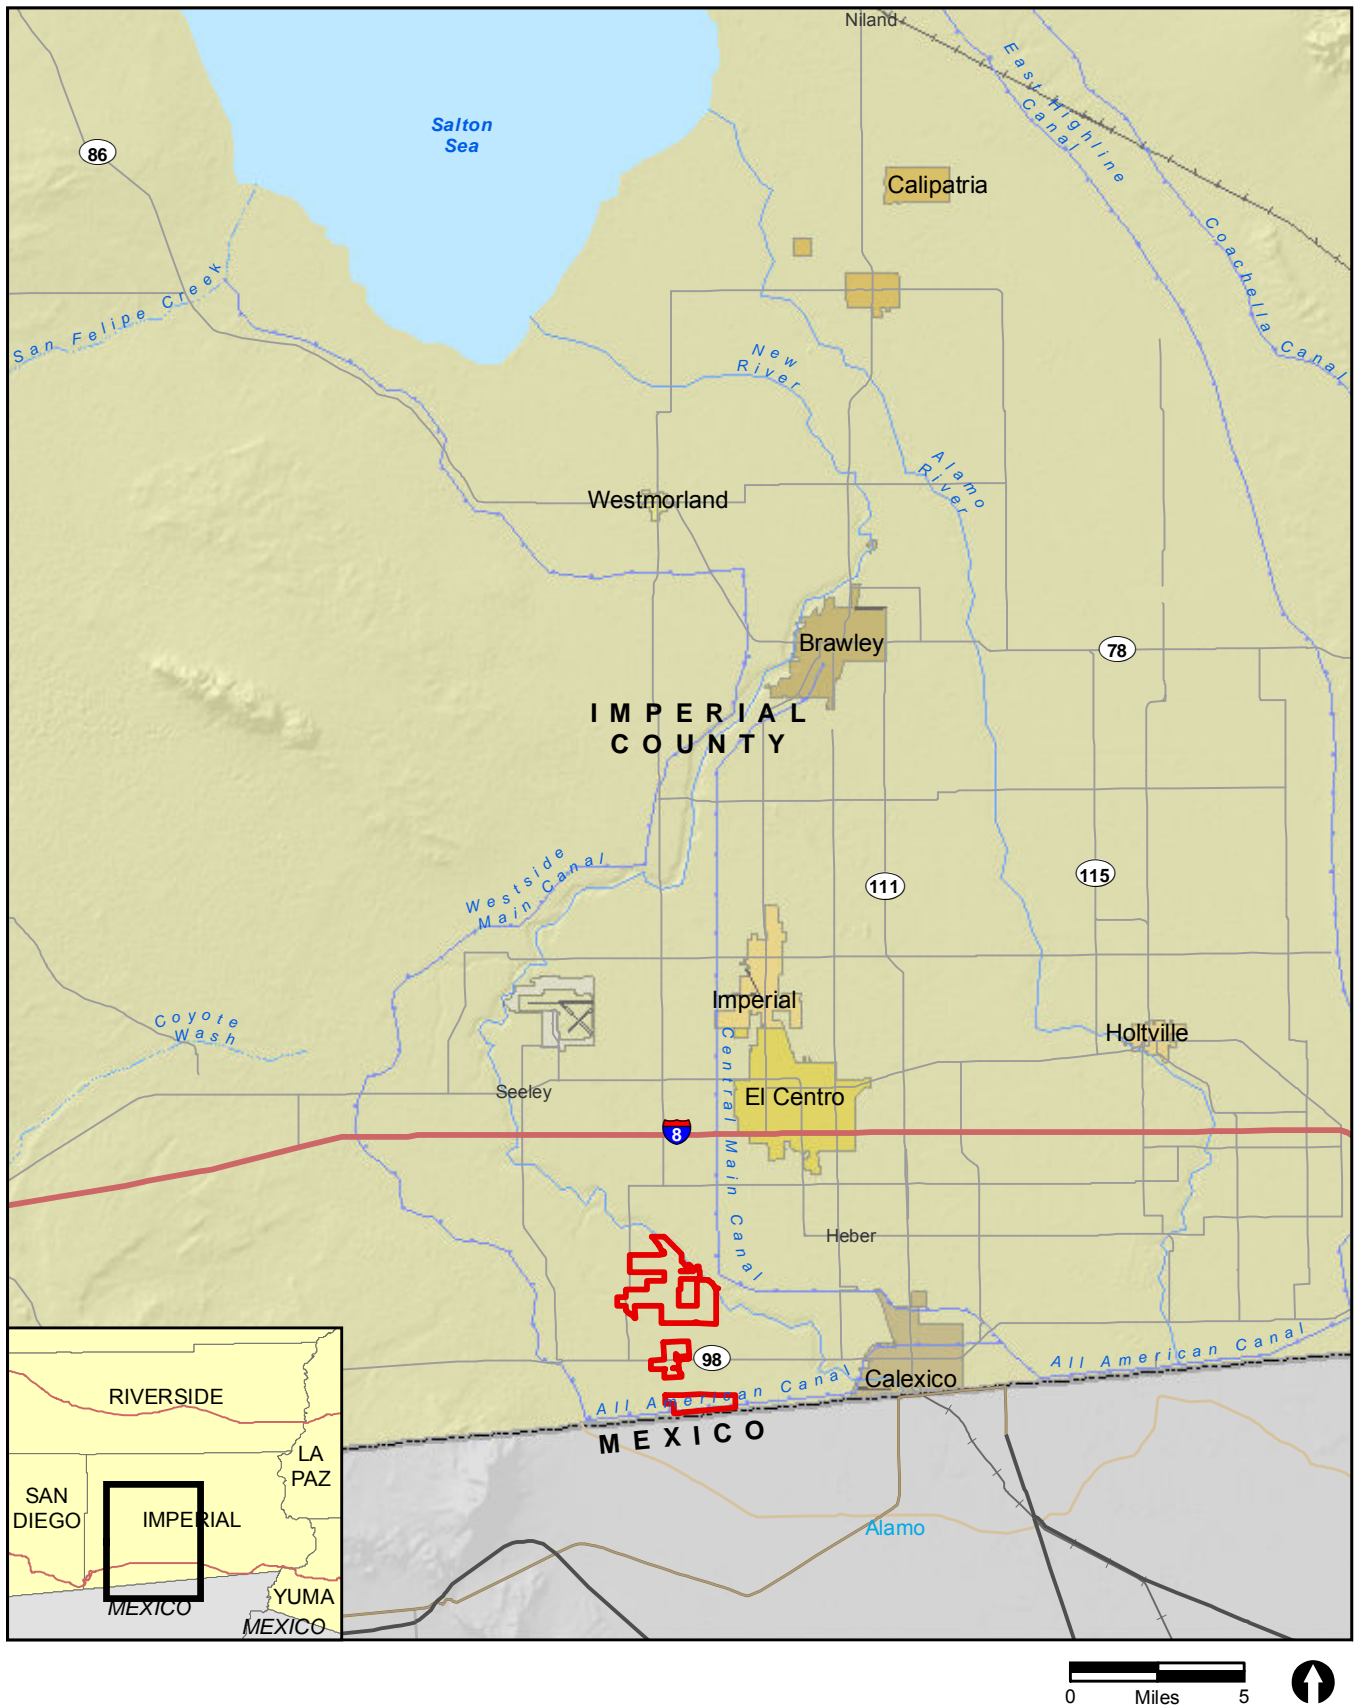 Niland
East Highline
Canal
Salton
Sea
86
Calipatria
Coachella Canal
San Felipe Creek
New
River
Alamo
River
Westmorland
Brawley
78
IMPERIAL
COUNTY
Westside
Main Canal
111
115
Imperial
Coyote
Wash
Holtville
Seeley
El Centro
Central Main Canal
8
Heber
98
Calexico
All American Canal
All American Canal
MEXICO
Alamo
RIVERSIDE
LA
PAZ
SAN
DIEGO
IMPERIAL
YUMA
MEXICO
MEXICO
0 Miles 5